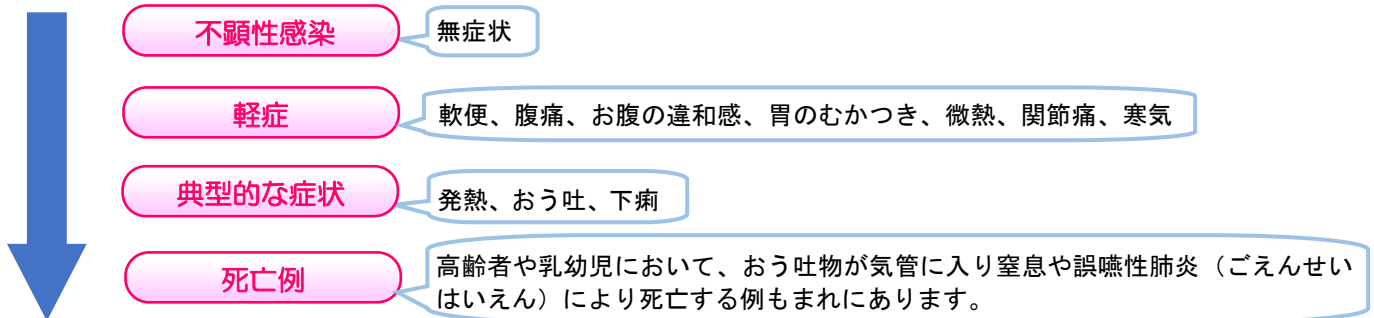 不顕性感染
無症状
軽症
軟便、腹痛、お腹の違和感、胃のむかつき、微熱、関節痛、寒気
典型的な症状
発熱、おう吐、下痢
死亡例
高齢者や乳幼児において、おう吐物が気管に入り窒息や誤嚥性肺炎（ごえんせい
はいえん）により死亡する例もまれにあります。